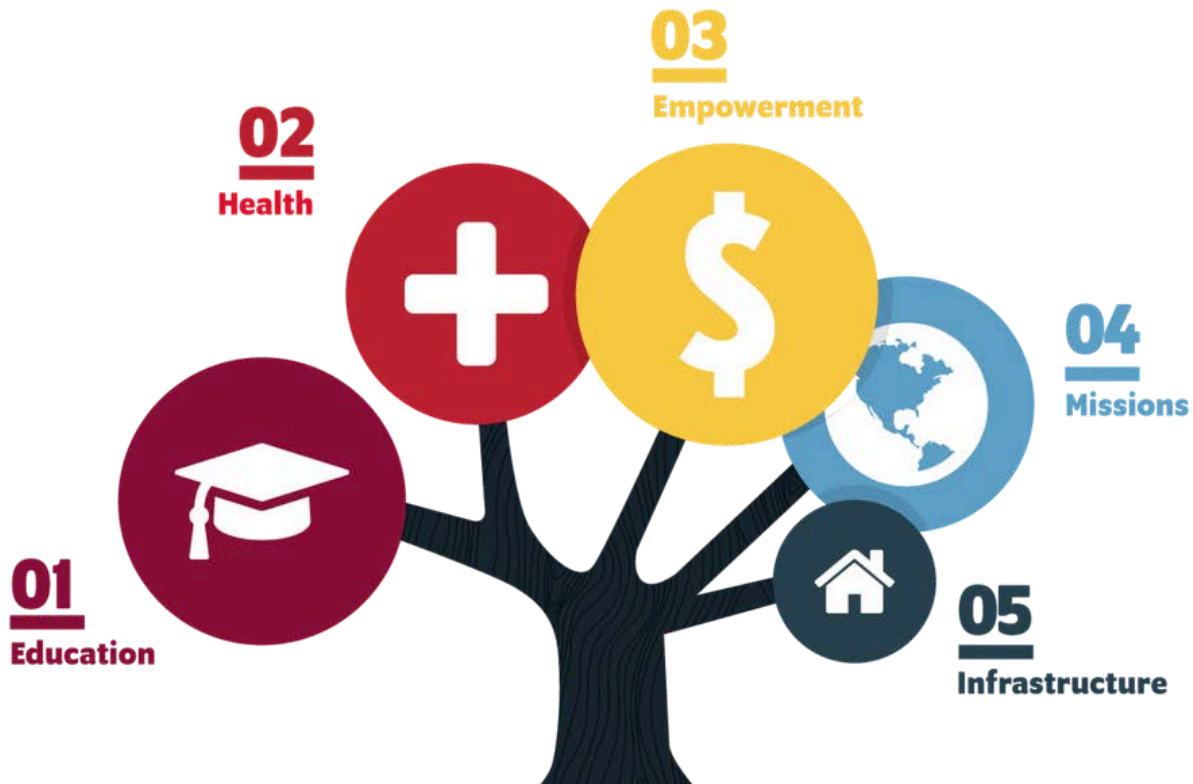 01
Education
02
Health
03
Empowerment
$
04
Missions
05
Infrastructure